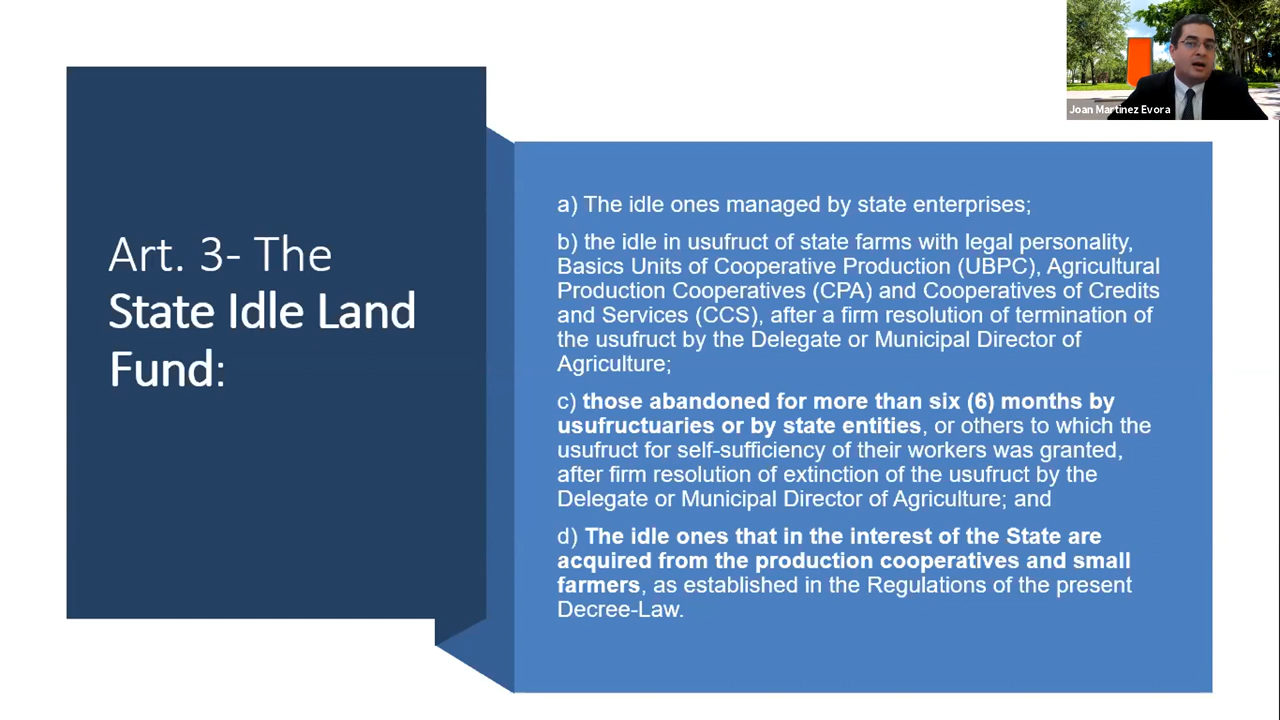 Joan Martinez Evora
Art. 3- The
State Idle Land
Fund:
a) The idle ones managed by state enterprises;
b) the idle in usufruct of state farms with legal personality,
Basics Units of Cooperative Production (UBPC), Agricultural
Production Cooperatives (CPA) and Cooperatives of Credits
and Services (CCS), after a firm resolution of termination of
the usufruct by the Delegate or Municipal Director of
Agriculture;
c) those abandoned for more than six (6) months by
usufructuaries or by state entities, or others to which the
usufruct for self-sufficiency of their workers was granted,
after firm resolution of extinction of the usufruct by the
Delegate or Municipal Director of Agriculture; and
d) The idle ones that in the interest of the State are
acquired from the production cooperatives and small
farmers, as established in the Regulations of the present
Decree-Law.